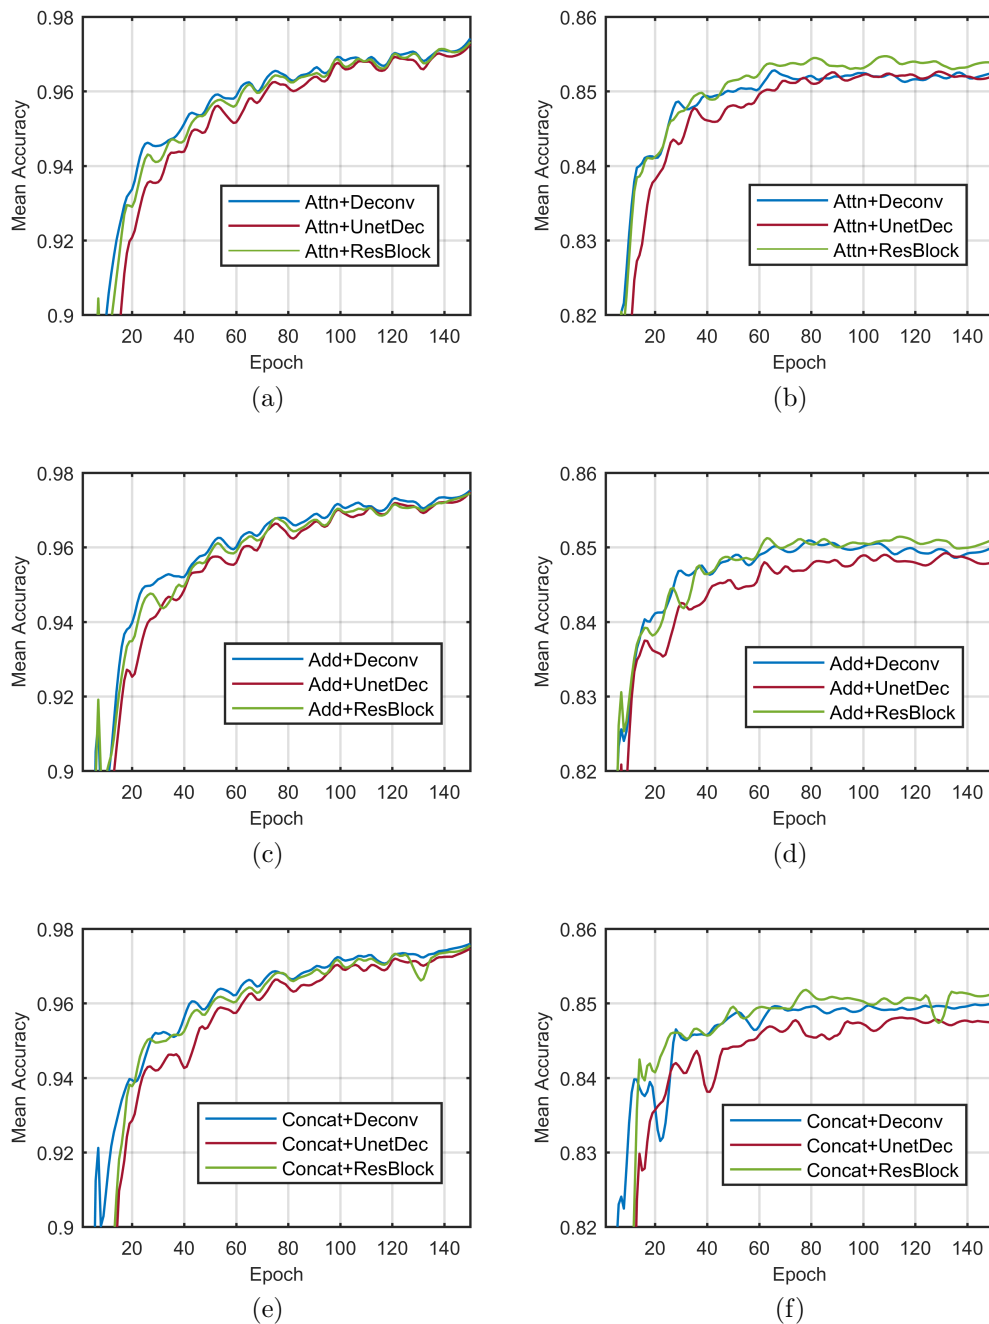 0.98
0.96
0.94
0.92
0.9
Mean Accuracy
Attn+Deconv
Attn+UnetDec
Attn+ResBlock
20 40 60 80 100 120 140
Epoch
(a)
0.86
0.85
0.84
0.83
0.82
Mean Accuracy
Attn+Deconv
Attn+UnetDec
Attn+ResBlock
20 40 60 80 100 120 140
Epoch
(b)
0.98
0.96
0.94
0.92
0.9
Mean Accuracy
Add+Deconv
Add+UnetDec
Add+ResBlock
20 40 60 80 100 120 140
Epoch
(c)
0.86
0.85
0.84
0.83
0.82
Mean Accuracy
Add+Deconv
Add+UnetDec
Add+ResBlock
20 40 60 80 100 120 140
Epoch
(d)
0.98
0.96
0.94
0.92
0.9
Mean Accuracy
Concat+Deconv
Concat+UnetDec
Concat+ResBlock
20 40 60 80 100 120 140
Epoch
(e)
0.86
0.85
0.84
0.83
0.82
Mean Accuracy
Concat+Deconv
Concat+UnetDec
Concat+ResBlock
20 40 60 80 100 120 140
Epoch
(f)